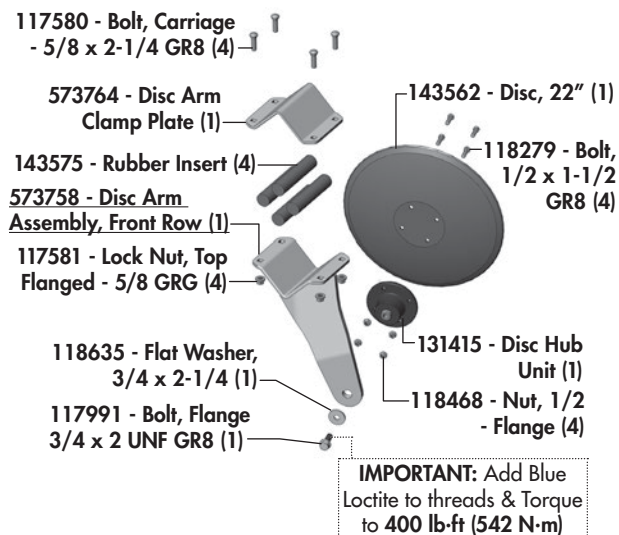 117580 - Bolt, Carriage
- 5/8 x 2-1/4 GR8 (4)
573764 - Disc Arm
Clamp Plate (1)
143575 - Rubber Insert (4)
573758 - Disc Arm
Assembly, Front Row (1)
117581 - Lock Nut, Top
Flanged - 5/8 GRG (4)
118635 - Flat Washer,
3/4 x 2-1/4 (1)
117991 - Bolt, Flange
3/4 x 2 UNF GR8 (1)
143562 - Disc, 22” (1)
118279 - Bolt,
1/2 x 1-1/2
GR8 (4)
131415 - Disc Hub
Unit (1)
118468 - Nut, 1/2
- Flange (4)
IMPORTANT: Add Blue
Loctite to threads & Torque
to 400 lb·ft (542 N·m)